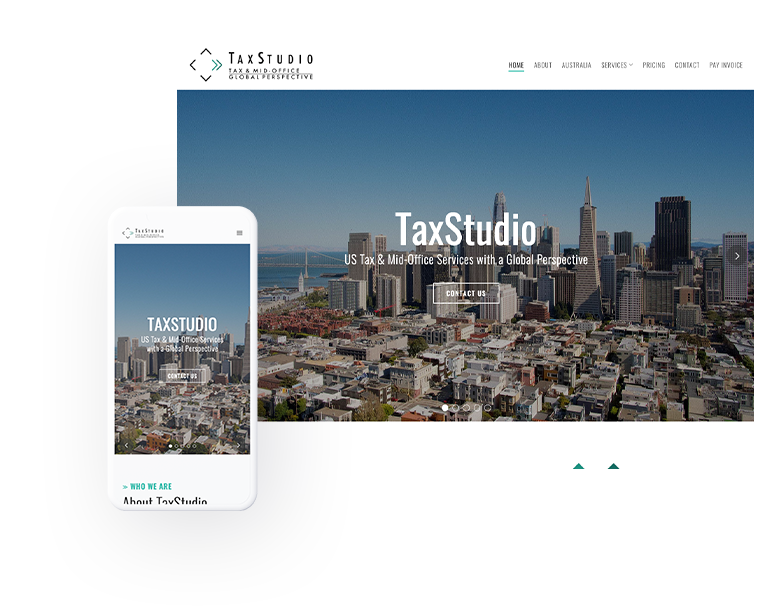 TAXSTUDIO
TAX & MID-OFFICE
GLOBAL PERSPECTIVE
HOME ABOUT AUSTRALIA SERVICES PRICING CONTACT PAY INVOICE
TaxStudio
US Tax & Mid-Office Services with a Global Perspective
CONTACT US
TAXSTUDIO
TAXSTUDIO
US Tax & Mid-Office Services
with a Global Perspective
CONTACT US
» WHO WE ARE
About TaxStudio